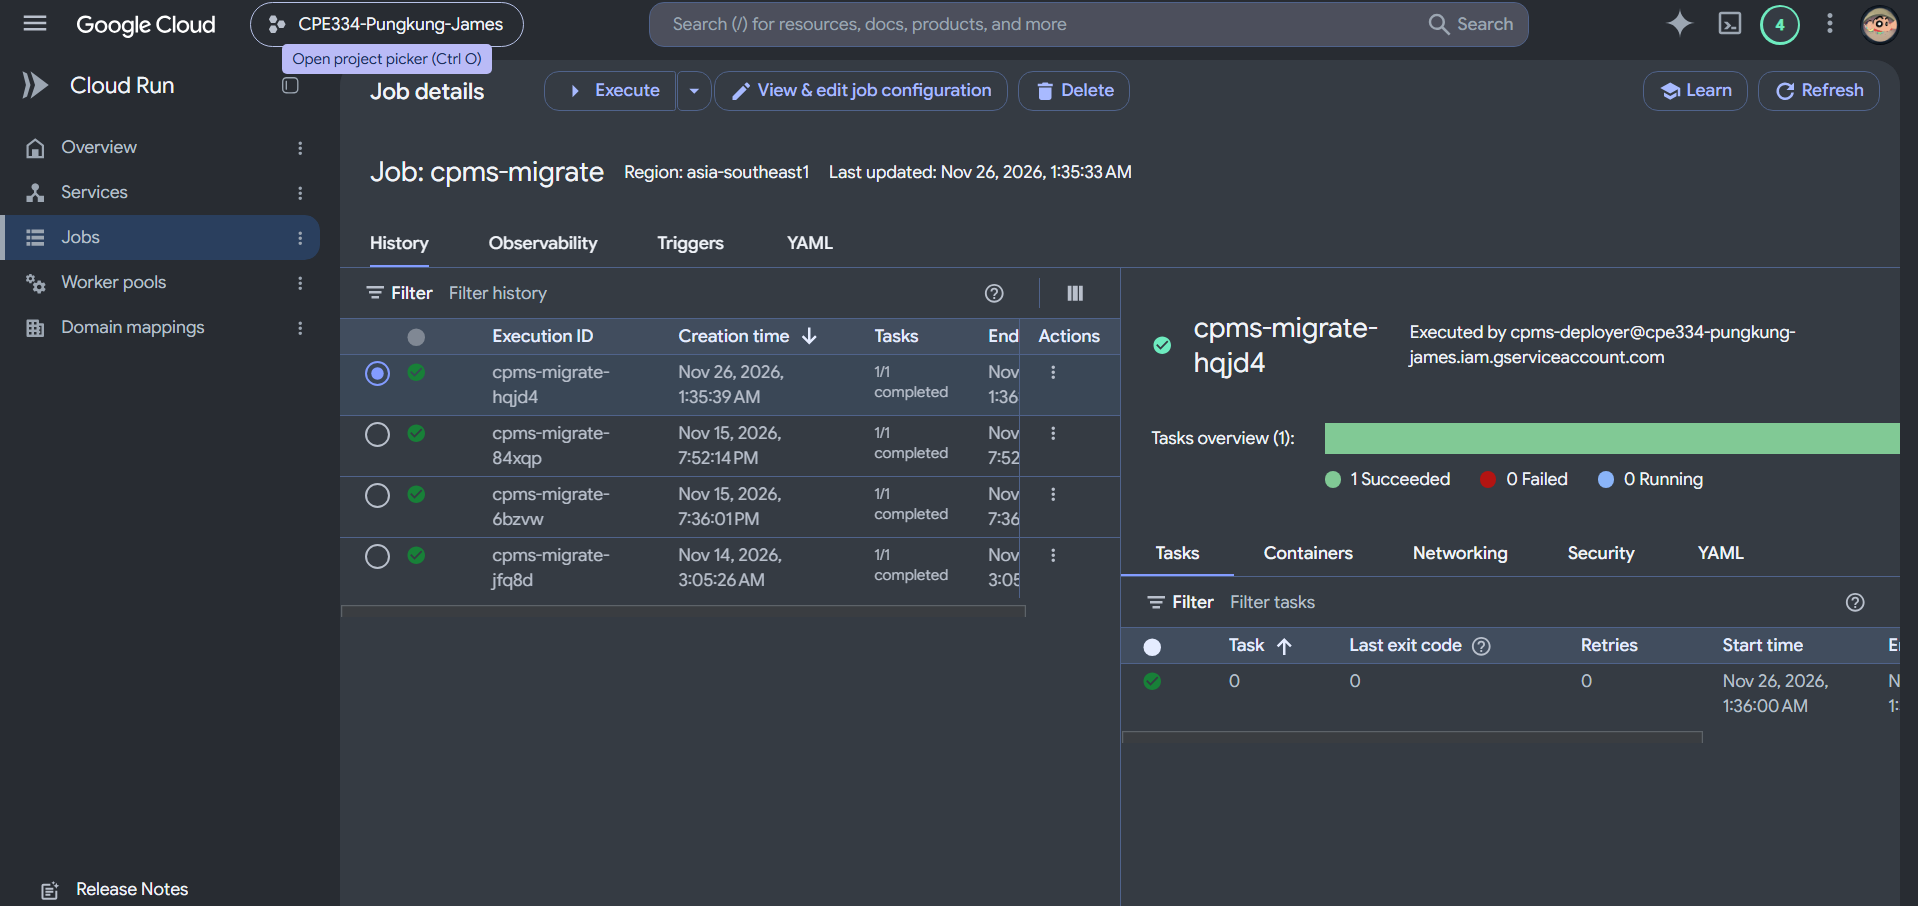 Google Cloud
CPE334-Pungkung-James
Search (/) for resources, docs, products, and more
Search
4
Open project picker (Ctrl O)
Cloud Run
Overview
Services
Jobs
Worker pools
Domain mappings
Release Notes
Job details
Execute
View & edit job configuration
Delete
Learn
Refresh
Job: cpms-migrate
Region: asia-southeast1
Last updated: Nov 26, 2026, 1:35:33 AM
History
Observability
Triggers
YAML
Filter
Filter history
Execution ID
Creation time
Tasks
End
Actions
cpms-migrate-
hqjd4
Nov 26, 2026,
1:35:39 AM
1/1
completed
Nov
1:36
cpms-migrate-
84xqp
Nov 15, 2026,
7:52:14 PM
1/1
completed
Nov
7:52
cpms-migrate-
6bzvw
Nov 15, 2026,
7:36:01 PM
1/1
completed
Nov
7:36
cpms-migrate-
jfq8d
Nov 14, 2026,
3:05:26 AM
1/1
completed
Nov
3:05
cpms-migrate-
hqjd4
Executed by cpms-deployer@cpe334-pungkung-
james.iam.gserviceaccount.com
Tasks overview (1):
1 Succeeded
0 Failed
0 Running
Tasks
Containers
Networking
Security
YAML
Filter
Filter tasks
Task
Last exit code
Retries
Start time
0
0
0
Nov 26, 2026,
1:36:00 AM
N
1: